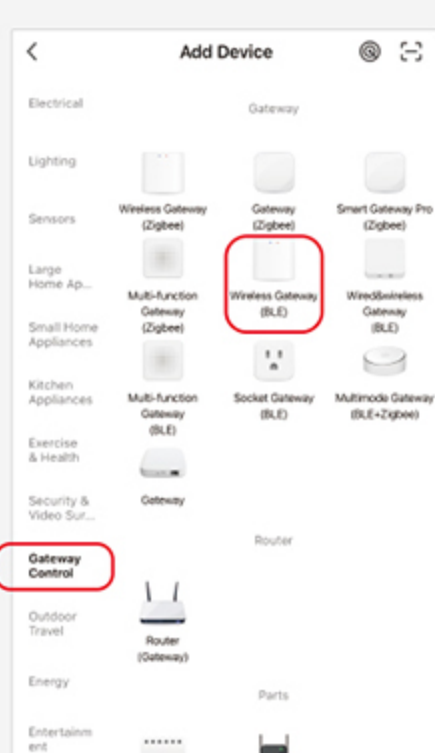 Add Device
Electrical
Lighting
Sensors
Large
Home Ap...
Small Home
Appliances
Kitchen
Appliances
Exercise
& Health
Security &
Video Sur...
Gateway
Control
Outdoor
Travel
Energy
Entertainm
ent
Gateway
Wireless Gateway
(Zigbee)
Gateway
(Zigbee)
Smart Gateway Pro
(Zigbee)
Multi-function
Gateway
(Zigbee)
Wireless Gateway
(BLE)
Wired&wireless
Gateway
(BLE)
Multi-function
Gateway
(BLE)
Socket Gateway
(BLE)
Multimode Gateway
(BLE+Zigbee)
Gateway
Router
Router
(Gateway)
Parts